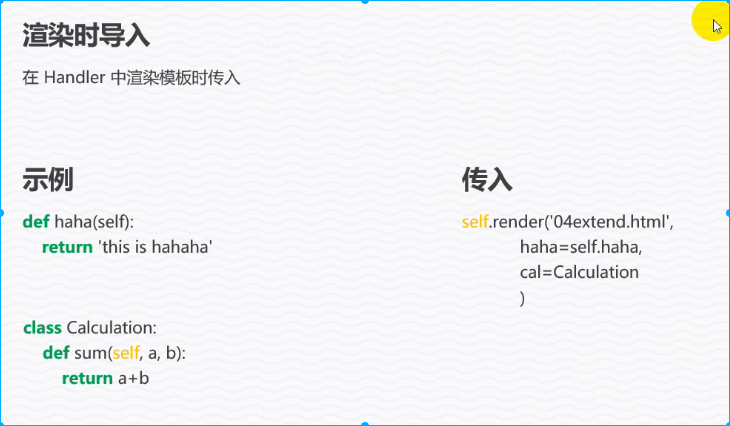 渲染时导入
在 Handler 中渲染模板时传入
示例
def haha(self):
return 'this is hahaha'
class Calculation:
def sum(self, a, b):
return a+b
传入
self.render('04extend.html',
haha=self.haha,
cal=Calculation
)